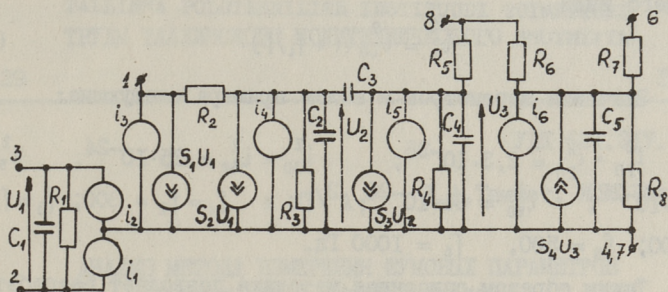 8
6
R₅
R₆
R₇
1
R₂
C₃
i₃
S₁U₁
S₂U₁
i₄
R₃
C₂
U₂
S₃U₂
i₅
R₄
C₄
U₃
i₆
S₄U₃
C₅
R₈
4,7
3
U₁
C₁
R₁
i₂
i₁
2